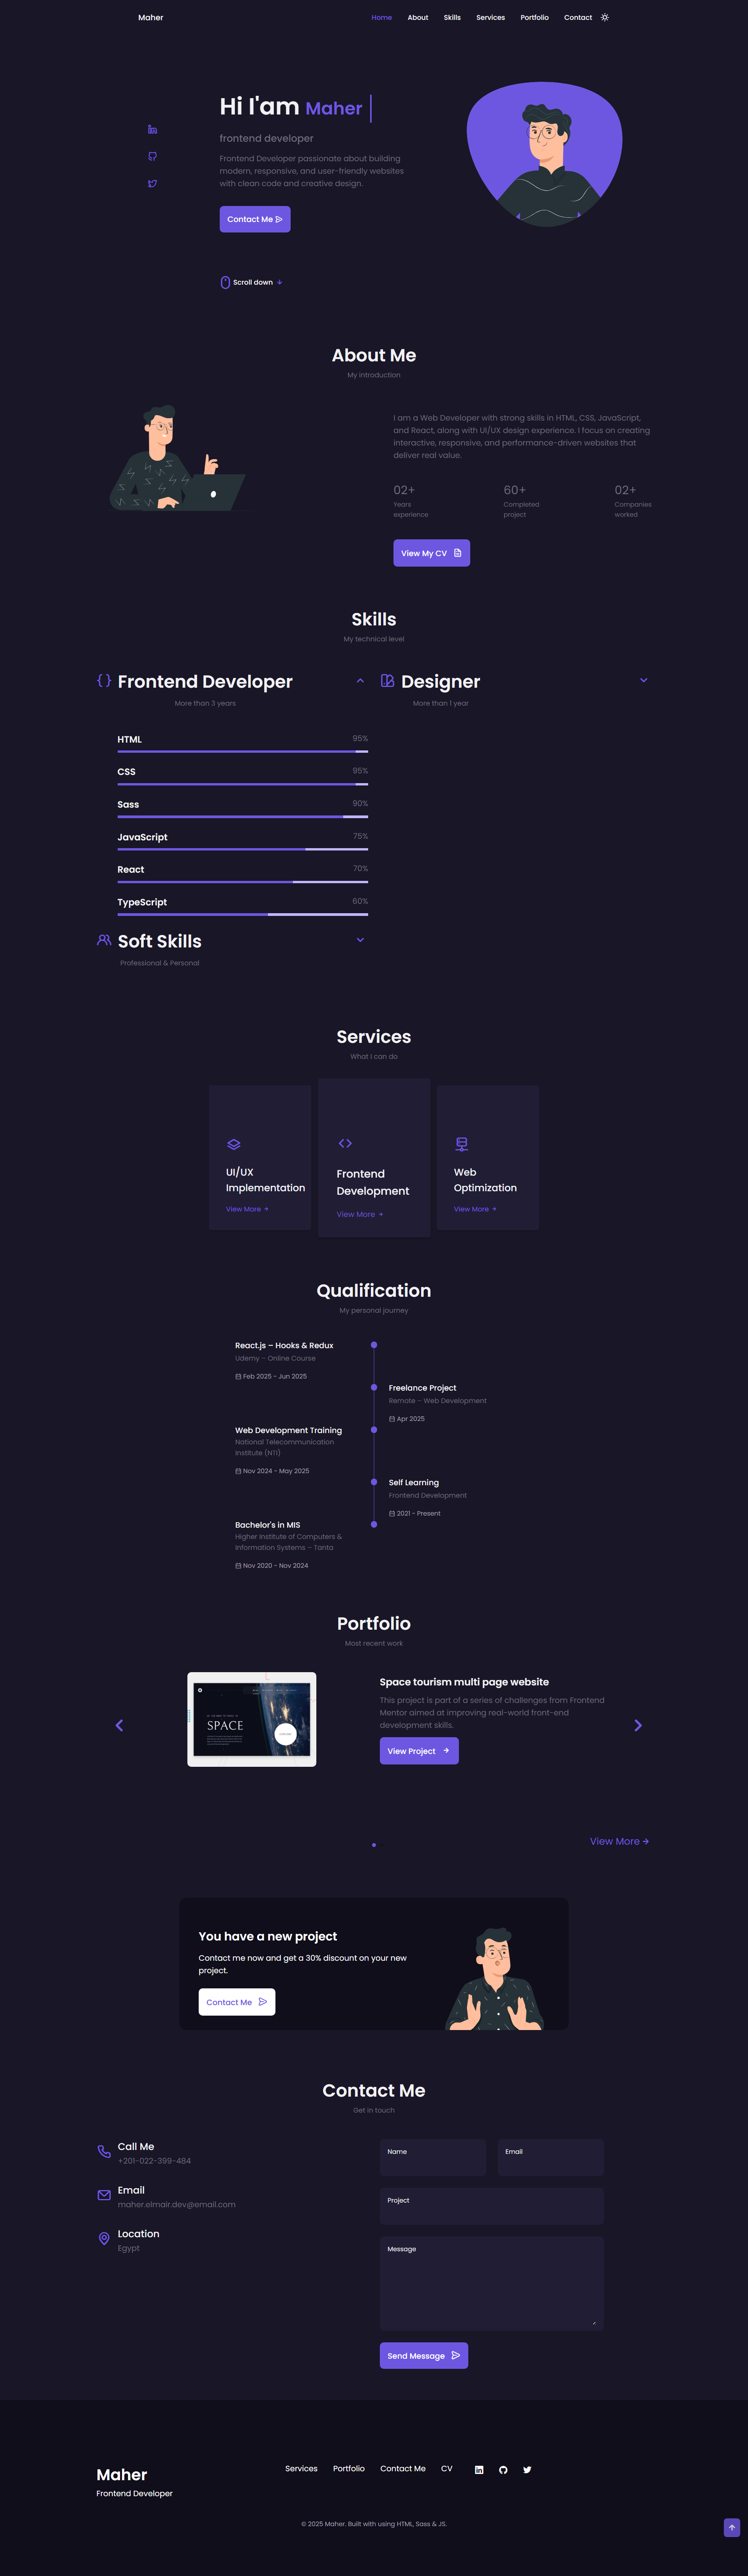 Maher
Home About Skills Services Portfolio Contact
Hi I'am Maher
frontend developer
Frontend Developer passionate about building
modern, responsive, and user-friendly websites
with clean code and creative design.
Contact Me
Scroll down
About Me
My introduction
I am a Web Developer with strong skills in HTML, CSS, JavaScript,
and React, along with UI/UX design experience. I focus on creating
interactive, responsive, and performance-driven websites that
deliver real value.
02+ 60+ 02+
Years Completed Companies
experience project worked
View My CV
Skills
My technical level
Frontend Developer
More than 3 years
Designer
More than 1 year
HTML 95%
CSS 95%
Sass 90%
JavaScript 75%
React 70%
TypeScript 60%
Soft Skills
Professional & Personal
Services
What I can do
UI/UX
Implementation
View More
Frontend
Development
View More
Web
Optimization
View More
Qualification
My personal journey
React.js – Hooks & Redux
Udemy – Online Course
Feb 2025 - Jun 2025
Freelance Project
Remote – Web Development
Apr 2025
Web Development Training
National Telecommunication
Institute (NTI)
Nov 2024 - May 2025
Self Learning
Frontend Development
2021 - Present
Bachelor's in MIS
Higher Institute of Computers &
Information Systems – Tanta
Nov 2020 - Nov 2024
Portfolio
Most recent work
SPACE
Space tourism multi page website
This project is part of a series of challenges from Frontend
Mentor aimed at improving real-world front-end
development skills.
View Project
View More
You have a new project
Contact me now and get a 30% discount on your new
project.
Contact Me
Contact Me
Get in touch
Call Me
+201-022-399-484
Email
maher.elmair.dev@email.com
Location
Egypt
Name
Email
Project
Message
Send Message
Maher
Frontend Developer
Services Portfolio Contact Me CV
© 2025 Maher. Built with using HTML, Sass & JS.